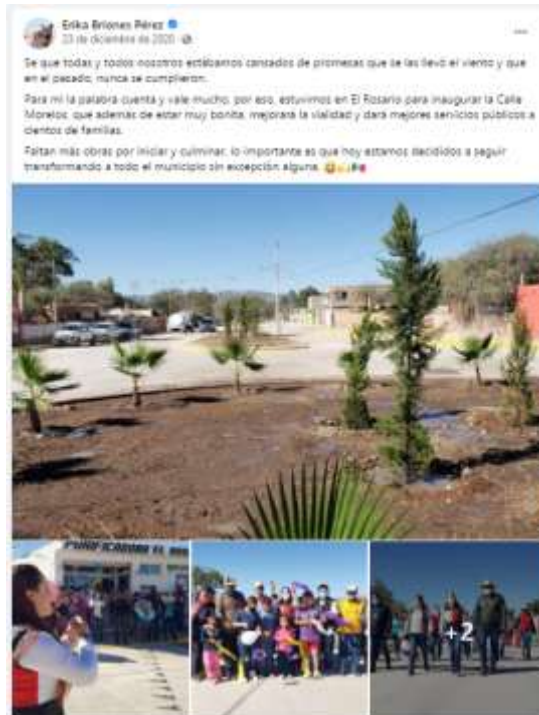 Erika Briones Pérez
23 de diciembre de 2020
Se que todas y todos nosotros estábamos cansados de promesas que se las llevó el viento y que
en el pasado, nunca se cumplieron.
Para mí la palabra cuenta y vale mucho, por eso, estuvimos en El Rosario para inaugurar la Calle
Morelos, que además de estar muy bonita, mejorará la vialidad y dará mejores servicios públicos a
cientos de familias.
Faltan más obras por iniciar y culminar, lo importante es que hoy estamos decididos a seguir
transformando a todo el municipio sin excepción alguna.
PURIFICADORA EL
+2